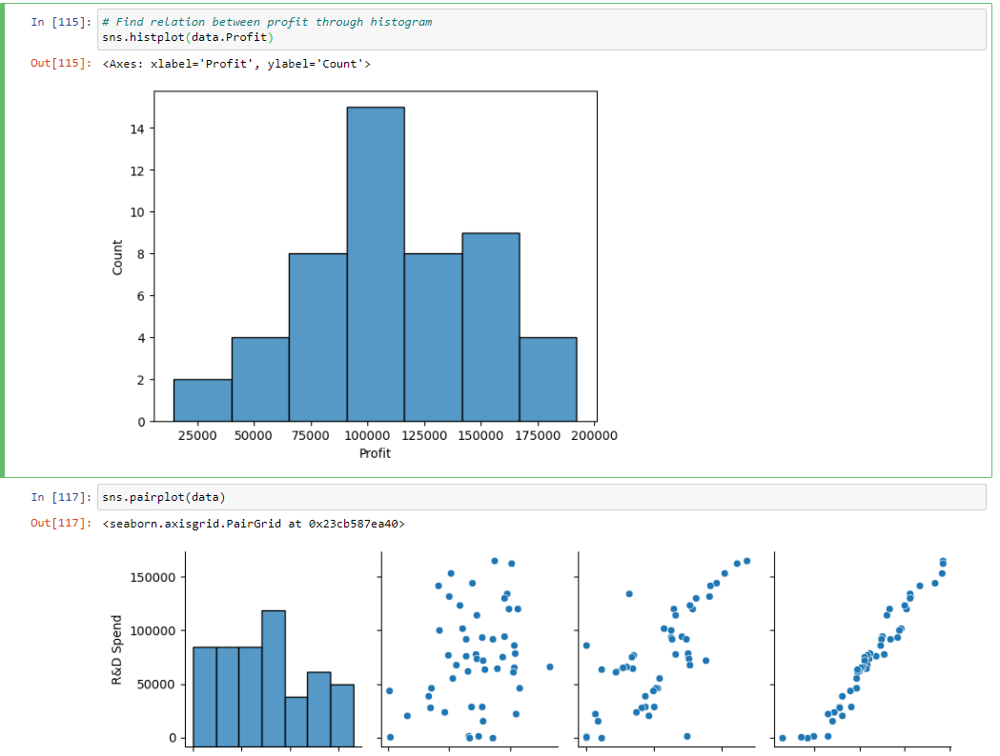 In [115]: # Find relation between profit through histogram
sns.histplot(data.Profit)
Out[115]: <Axes: xlabel='Profit', ylabel='Count'>
14
12
10
8
6
4
2
0
Count
25000 50000 75000 100000 125000 150000 175000 200000
Profit
In [117]: sns.pairplot(data)
Out[117]: <seaborn.axisgrid.PairGrid at 0x23cb587ea40>
150000
100000
50000
0
R&D Spend